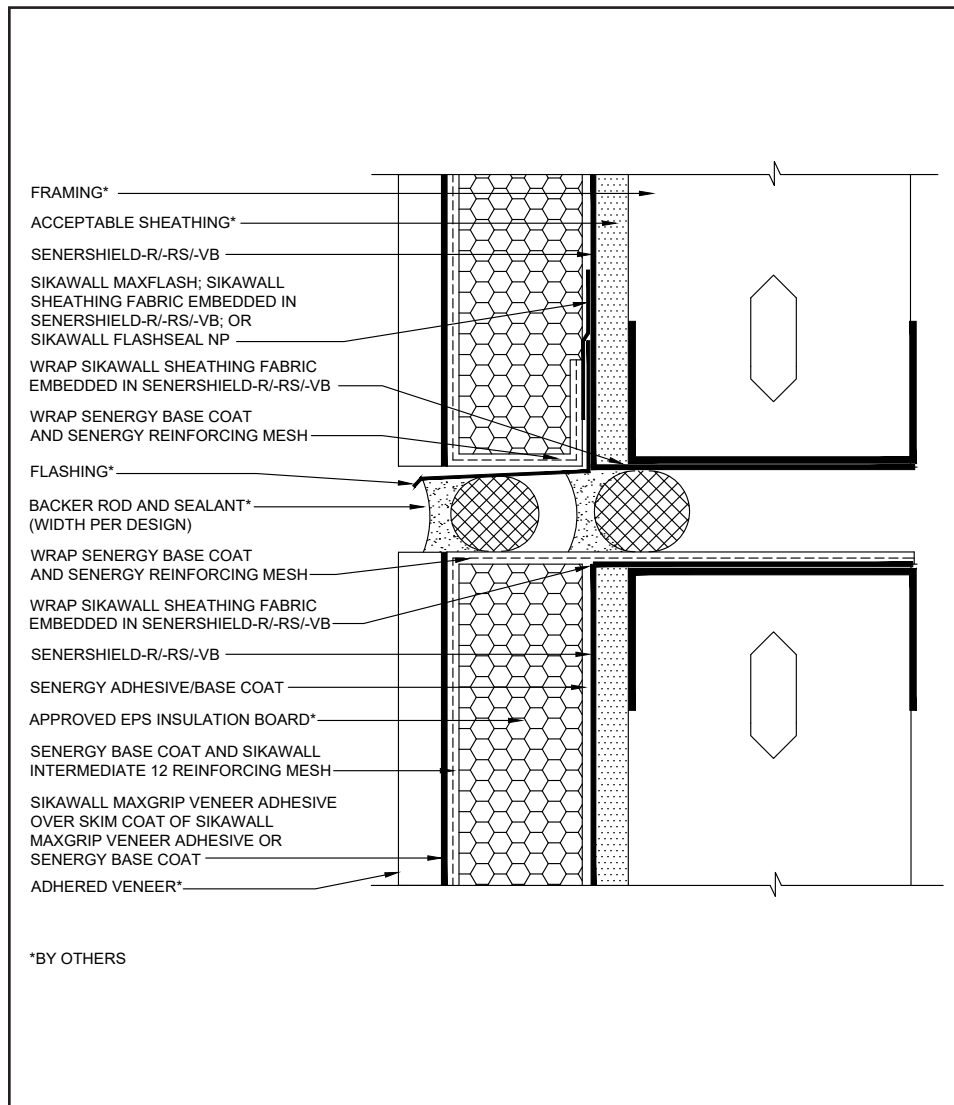 FRAMING*
ACCEPTABLE SHEATHING*
SENERSHIELD-R/-RS/-VB
SIKAWALL MAXFLASH; SIKAWALL
SHEATHING FABRIC EMBEDDED IN
SENERSHIELD-R/-RS/-VB; OR
SIKAWALL FLASHSEAL NP
WRAP SIKAWALL SHEATHING FABRIC
EMBEDDED IN SENERSHIELD-R/-RS/-VB
WRAP SENERGY BASE COAT
AND SENERGY REINFORCING MESH
FLASHING*
BACKER ROD AND SEALANT*
(WIDTH PER DESIGN)
WRAP SENERGY BASE COAT
AND SENERGY REINFORCING MESH
WRAP SIKAWALL SHEATHING FABRIC
EMBEDDED IN SENERSHIELD-R/-RS/-VB
SENERSHIELD-R/-RS/-VB
SENERGY ADHESIVE/BASE COAT
APPROVED EPS INSULATION BOARD*
SENERGY BASE COAT AND SIKAWALL
INTERMEDIATE 12 REINFORCING MESH
SIKAWALL MAXGRIP VENEER ADHESIVE
OVER SKIM COAT OF SIKAWALL
MAXGRIP VENEER ADHESIVE OR
SENERGY BASE COAT
ADHERED VENEER*
*BY OTHERS